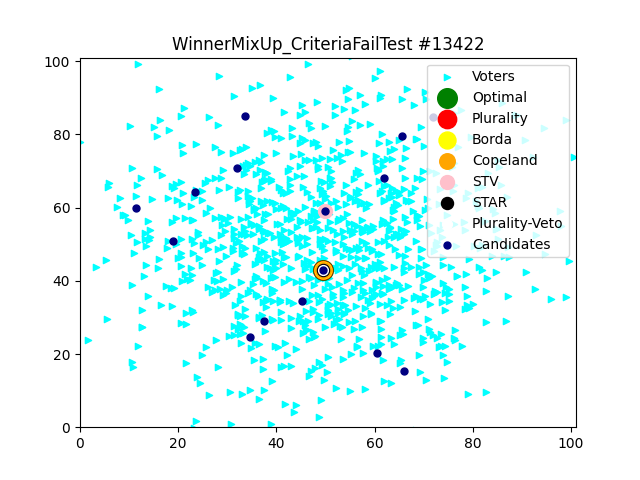 WinnerMixUp_CriteriaFailTest #13422
100
80
60
40
20
0
0
20
40
60
80
100
Voters
Optimal
Plurality
Borda
Copeland
STV
STAR
Plurality-Veto
Candidates